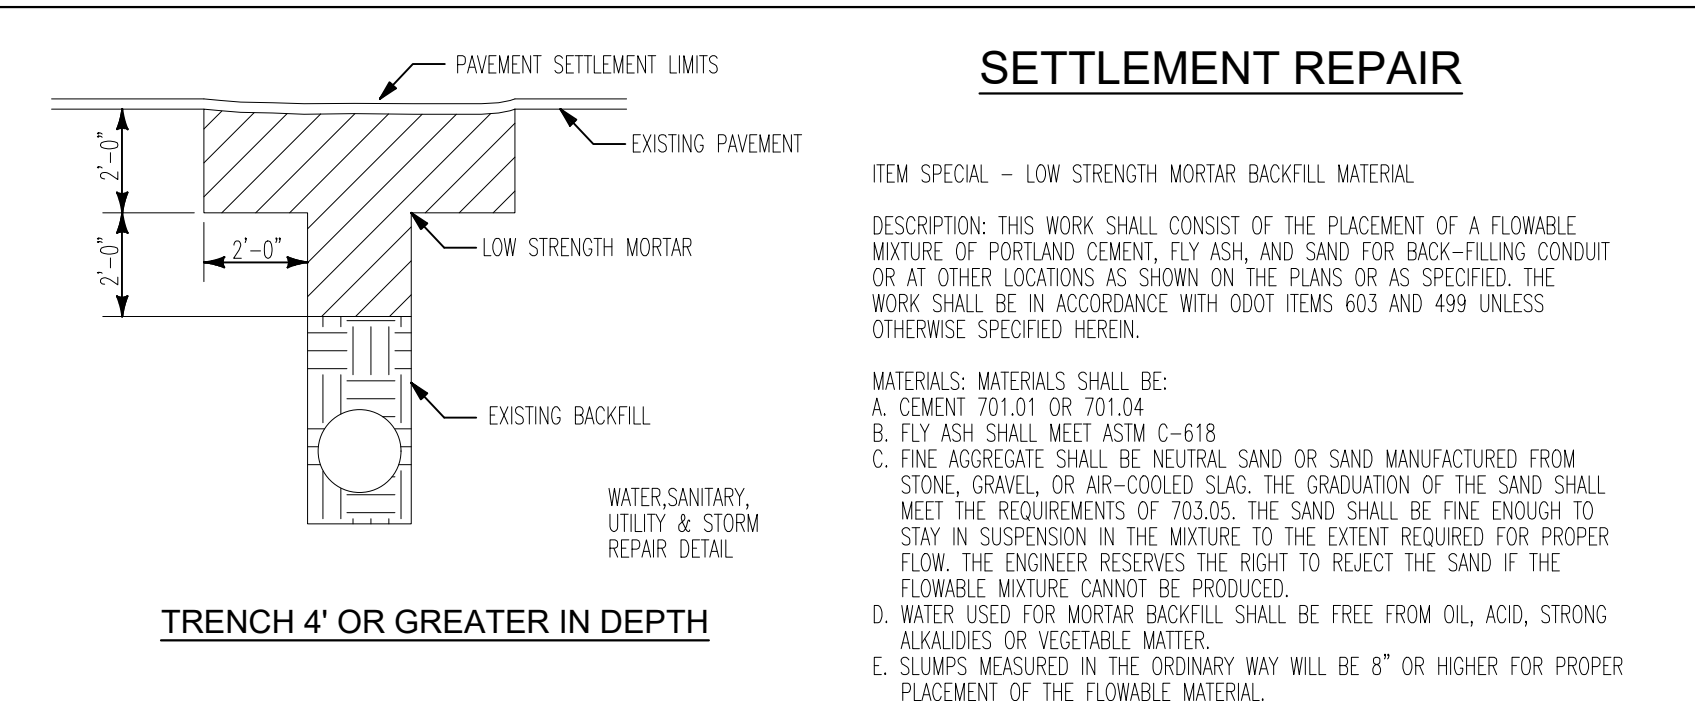 PAVEMENT SETTLEMENT LIMITS
EXISTING PAVEMENT
2'-0"
2'-0"
2'-0"
LOW STRENGTH MORTAR
EXISTING BACKFILL
WATER,SANITARY,
UTILITY & STORM
REPAIR DETAIL
TRENCH 4' OR GREATER IN DEPTH
SETTLEMENT REPAIR
ITEM SPECIAL – LOW STRENGTH MORTAR BACKFILL MATERIAL
DESCRIPTION: THIS WORK SHALL CONSIST OF THE PLACEMENT OF A FLOWABLE
MIXTURE OF PORTLAND CEMENT, FLY ASH, AND SAND FOR BACK-FILLING CONDUIT
OR AT OTHER LOCATIONS AS SHOWN ON THE PLANS OR AS SPECIFIED. THE
WORK SHALL BE IN ACCORDANCE WITH ODOT ITEMS 603 AND 499 UNLESS
OTHERWISE SPECIFIED HEREIN.
MATERIALS: MATERIALS SHALL BE:
A. CEMENT 701.01 OR 701.04
B. FLY ASH SHALL MEET ASTM C-618
C. FINE AGGREGATE SHALL BE NEUTRAL SAND OR SAND MANUFACTURED FROM
STONE, GRAVEL, OR AIR-COOLED SLAG. THE GRADUATION OF THE SAND SHALL
MEET THE REQUIREMENTS OF 703.05. THE SAND SHALL BE FINE ENOUGH TO
STAY IN SUSPENSION IN THE MIXTURE TO THE EXTENT REQUIRED FOR PROPER
FLOW. THE ENGINEER RESERVES THE RIGHT TO REJECT THE SAND IF THE
FLOWABLE MIXTURE CANNOT BE PRODUCED.
D. WATER USED FOR MORTAR BACKFILL SHALL BE FREE FROM OIL, ACID, STRONG
ALKALIDIES OR VEGETABLE MATTER.
E. SLUMPS MEASURED IN THE ORDINARY WAY WILL BE 8" OR HIGHER FOR PROPER
PLACEMENT OF THE FLOWABLE MATERIAL.